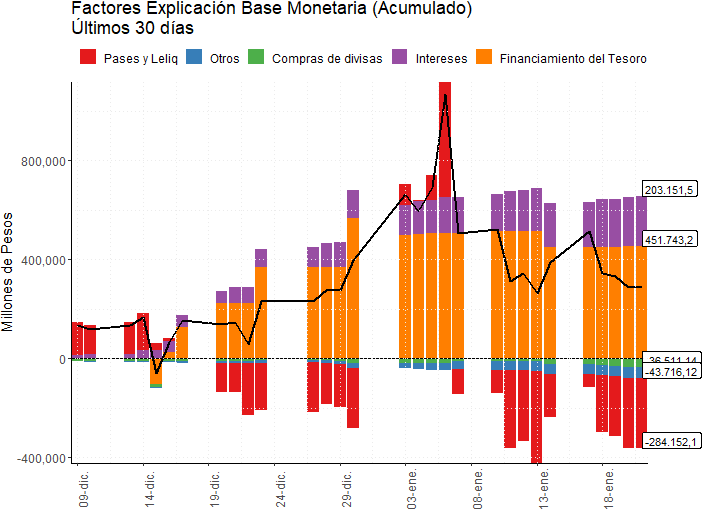 Factores Explicación Base Monetaria (Acumulado)
Últimos 30 días
Pases y Leliq Otros Compras de divisas Intereses Financiamiento del Tesoro
Millones de Pesos
800,000
400,000
0
-400,000
203.151,5
451.743,2
-36.511,14
-43.716,12
-284.152,1
09-dic.
14-dic.
19-dic.
24-dic.
29-dic.
03-ene.
08-ene.
13-ene.
18-ene.